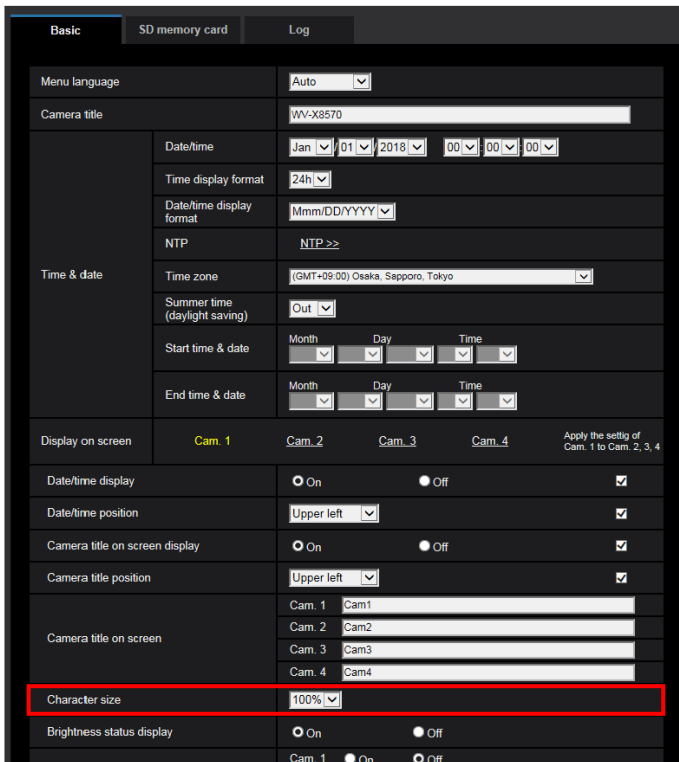 Basic SD memory card Log
Menu language Auto
Camera title WV-X8570
Date/time Jan / 01 / 2018 00 : 00 : 00
Time display format 24h
Date/time display
format Mmm/DD/YYYY
NTP NTP >>
Time & date Time zone (GMT+09:00) Osaka, Sapporo, Tokyo
Summer time
(daylight saving) Out
Month Day Time
Start time & date
Month Day Time
End time & date
Display on screen Cam. 1 Cam. 2 Cam. 3 Cam. 4 Apply the settig of
Cam. 1 to Cam. 2, 3, 4
Date/time display On Off
Date/time position Upper left
Camera title on screen display On Off
Camera title position Upper left
Camera title on screen
Cam. 1 Cam1
Cam. 2 Cam2
Cam. 3 Cam3
Cam. 4 Cam4
Character size 100%
Brightness status display On Off
Cam. 1 On Off